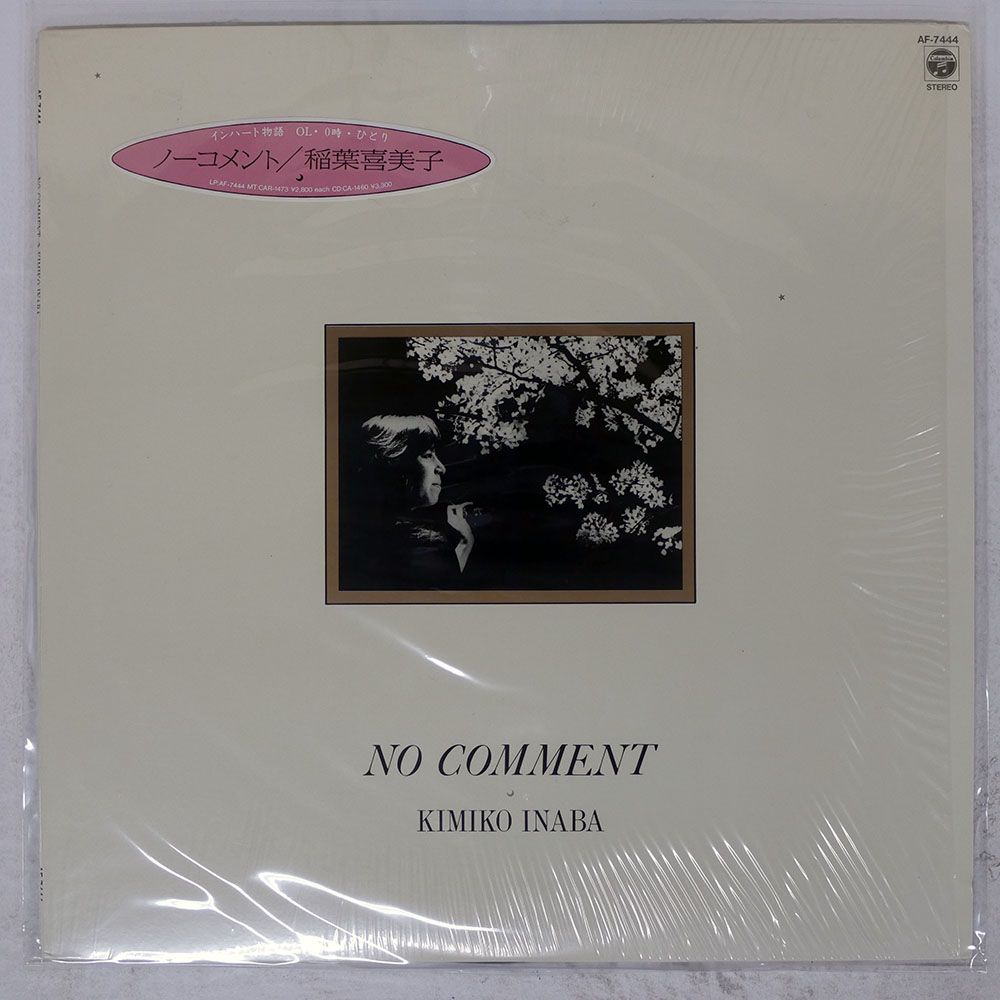 AF-7444
Columbia
STEREO
インハート物語 OL・0時・ひとり
ノーコメント/稲葉喜美子
LP:AF-7444 MT:CAR-1473 ¥2,800 each CD:CA-1460 ¥3,300
NO COMMENT
KIMIKO INABA
AF-7444